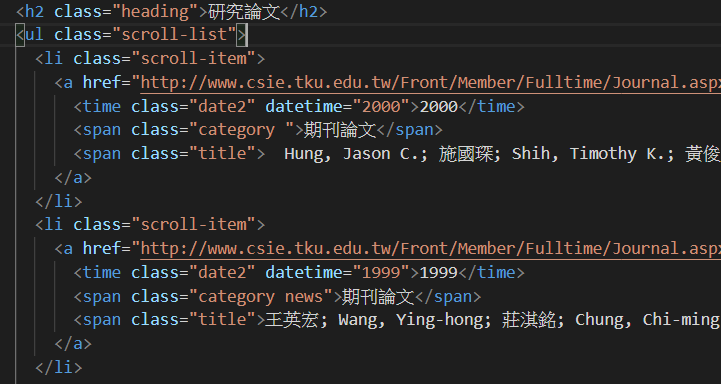 <h2 class="heading">研究論文</h2>
<ul class="scroll-list">
<li class="scroll-item">
<a href="http://www.csie.tku.edu.tw/Front/Member/Fulltime/Journal.asp
<time class="date2" datetime="2000">2000</time>
<span class="category ">期刊論文</span>
<span class="title">  Hung, Jason C.; 施國琛; Shih, Timothy K.; 黃俊
</a>
</li>
<li class="scroll-item">
<a href="http://www.csie.tku.edu.tw/Front/Member/Fulltime/Journal.asp
<time class="date2" datetime="1999">1999</time>
<span class="category news">期刊論文</span>
<span class="title">王英宏; Wang, Ying-hong; 莊淇銘; Chung, Chi-ming
</a>
</li>